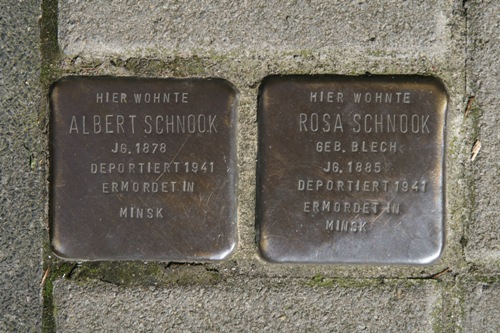 HIER WOHNTE
ALBERT SCHNOOK
JG. 1878
DEPORTIERT 1941
ERMORDET IN
MINSK
HIER WOHNTE
ROSA SCHNOOK
GEB. BLECH
JG. 1885
DEPORTIERT 1941
ERMORDET IN
MINSK